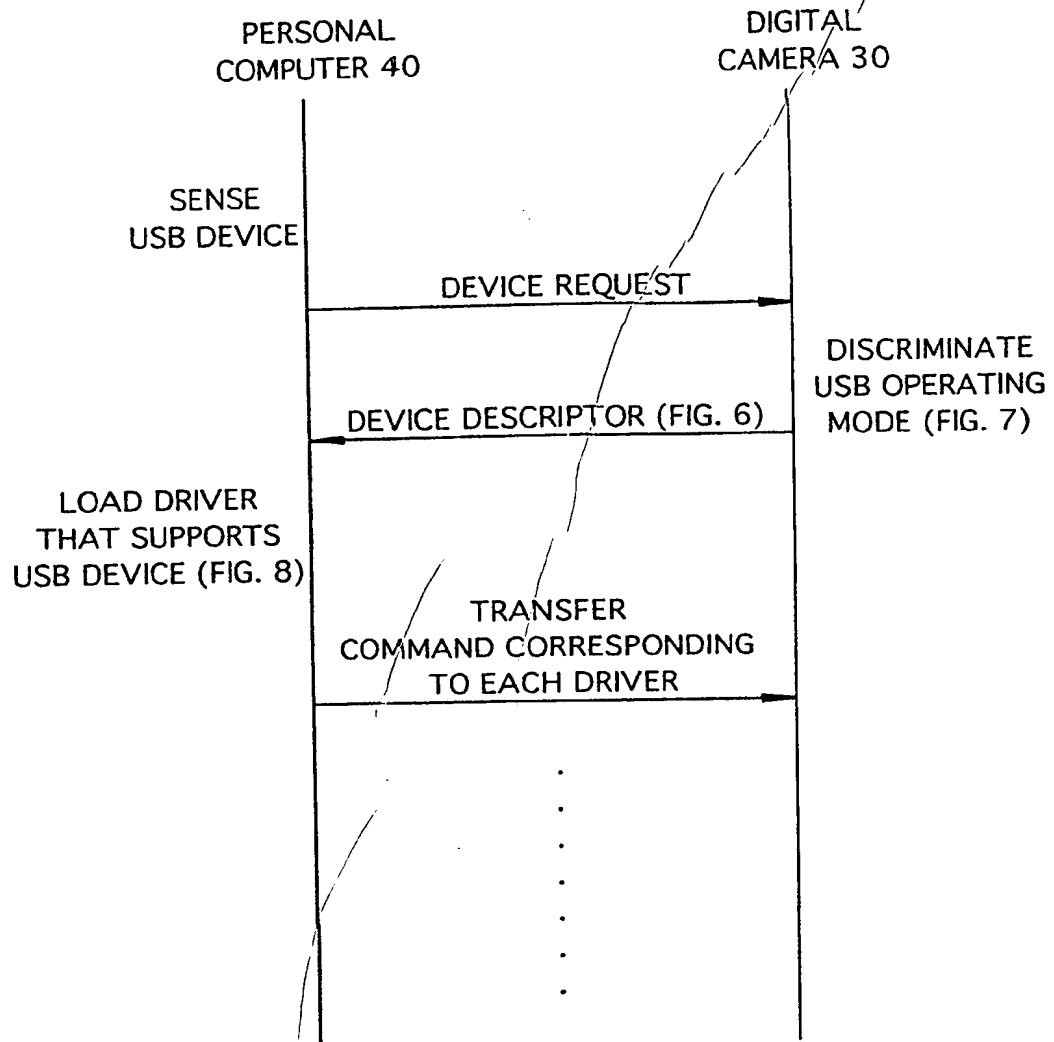 PERSONAL
COMPUTER 40
DIGITAL
CAMERA 30
SENSE
USB DEVICE
DEVICE REQUEST
DISCRIMINATE
USB OPERATING
MODE (FIG. 7)
DEVICE DESCRIPTOR (FIG. 6)
LOAD DRIVER
THAT SUPPORTS
USB DEVICE (FIG. 8)
TRANSFER
COMMAND CORRESPONDING
TO EACH DRIVER